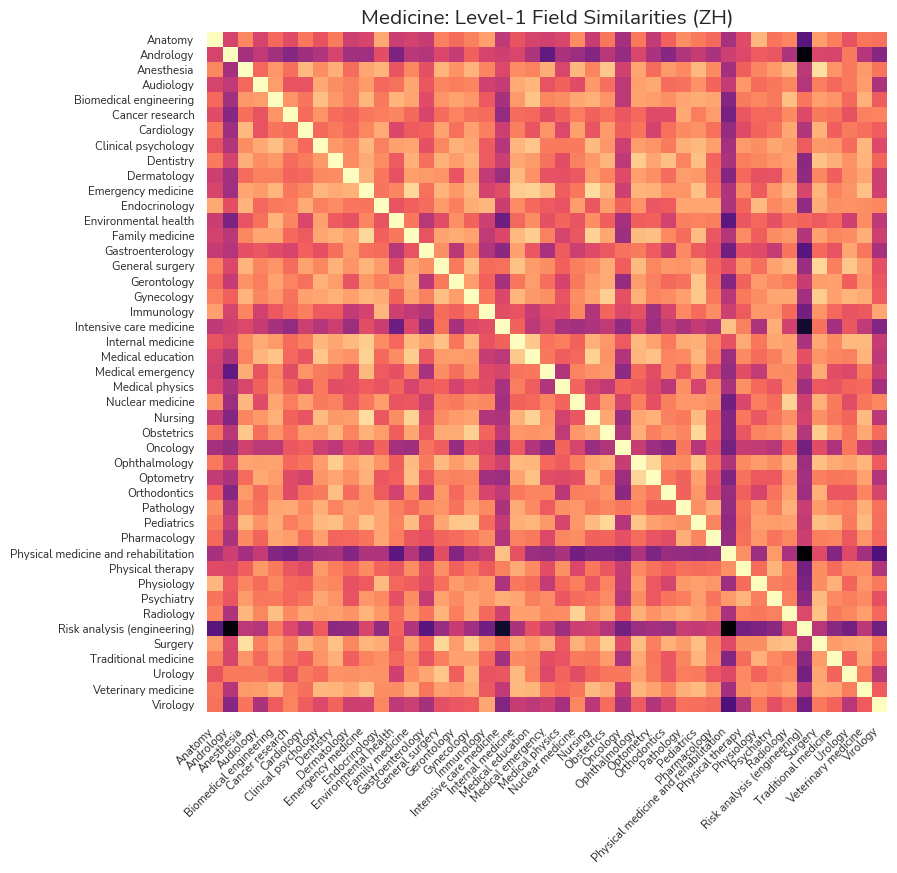 Medicine: Level-1 Field Similarities (ZH)
Anatomy
Andrology
Anesthesia
Audiology
Biomedical engineering
Cancer research
Cardiology
Clinical psychology
Dentistry
Dermatology
Emergency medicine
Endocrinology
Environmental health
Family medicine
Gastroenterology
General surgery
Gerontology
Gynecology
Immunology
Intensive care medicine
Internal medicine
Medical education
Medical emergency
Medical physics
Nuclear medicine
Nursing
Obstetrics
Oncology
Ophthalmology
Optometry
Orthodontics
Pathology
Pediatrics
Pharmacology
Physical medicine and rehabilitation
Physical therapy
Physiology
Psychiatry
Radiology
Risk analysis (engineering)
Surgery
Traditional medicine
Urology
Veterinary medicine
Virology
Anatomy
Andrology
Anesthesia
Audiology
Biomedical engineering
Cancer research
Cardiology
Clinical psychology
Dentistry
Dermatology
Emergency medicine
Endocrinology
Environmental health
Family medicine
Gastroenterology
General surgery
Gerontology
Gynecology
Immunology
Intensive care medicine
Internal medicine
Medical education
Medical emergency
Medical physics
Nuclear medicine
Nursing
Obstetrics
Oncology
Ophthalmology
Optometry
Orthodontics
Pathology
Pediatrics
Pharmacology
Physical medicine and rehabilitation
Physical therapy
Physiology
Psychiatry
Radiology
Risk analysis (engineering)
Surgery
Traditional medicine
Urology
Veterinary medicine
Virology